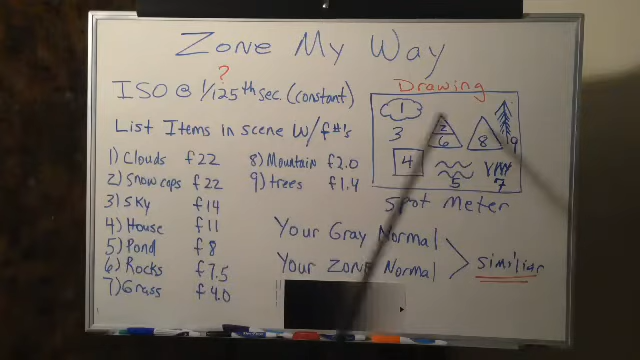 Zone My Way
?
ISO @ 1/125th sec. (constant)
List Items in scene W/f#'s
1) Clouds f22
2) Snow caps f22
3) Sky f14
4) House f11
5) Pond f8
6) Rocks f7.5
7) Grass f4.0
8) Mountain f2.0
9) trees f1.4
Drawing
1
3
2
6
8
9
4
5
7
Spot Meter
Your Gray Normal
Your Zone Normal
similiar